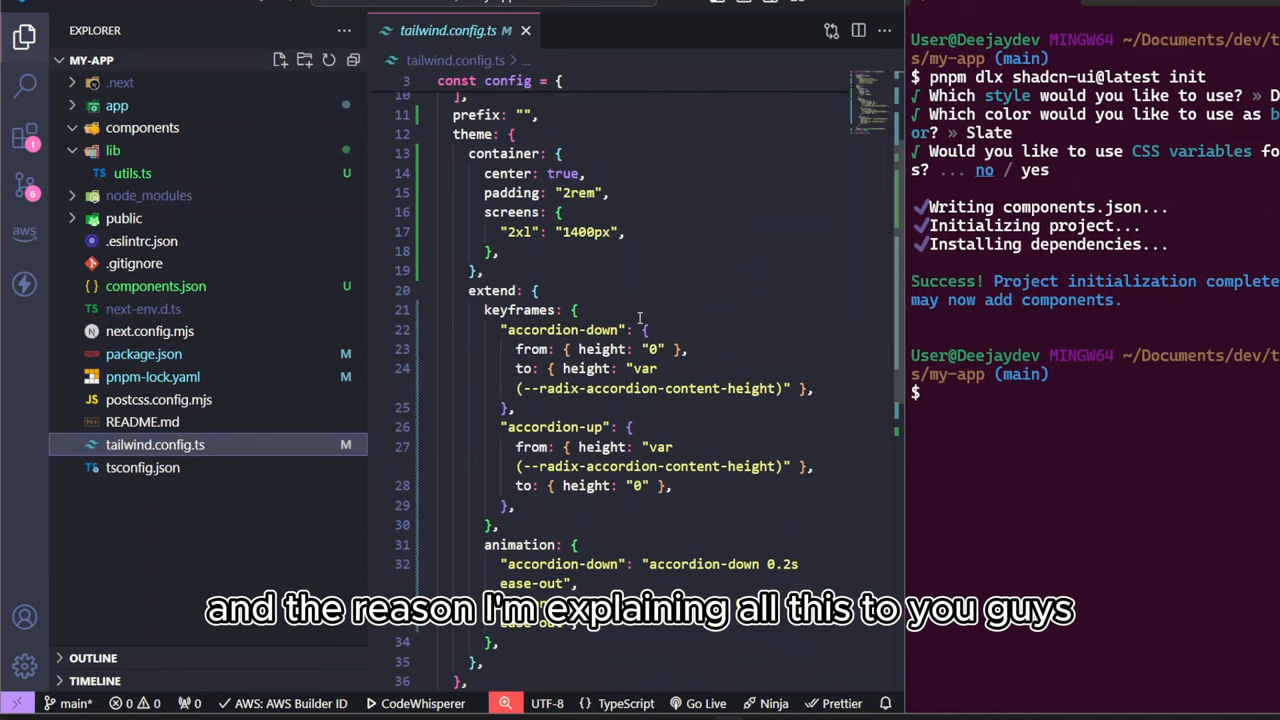 EXPLORER
MY-APP
.next
app
components
lib
utils.ts U
node_modules
public
.eslintrc.json
.gitignore
components.json U
next-env.d.ts
next.config.mjs
package.json M
pnpm-lock.yaml M
postcss.config.mjs
README.md
tailwind.config.ts M
tsconfig.json
OUTLINE
TIMELINE
1
6
aws
tailwind.config.ts M
tailwind.config.ts > ...
3 const config = {
10 ],
11 prefix: "",
12 theme: {
13 container: {
14 center: true,
15 padding: "2rem",
16 screens: {
17 "2xl": "1400px",
18 },
19 },
20 extend: {
21 keyframes: {
22 "accordion-down": {
23 from: { height: "0" },
24 to: { height: "var
(--radix-accordion-content-height)" },
25 },
26 "accordion-up": {
27 from: { height: "var
(--radix-accordion-content-height)" },
28 to: { height: "0" },
29 },
30 },
31 animation: {
32 "accordion-down": "accordion-down 0.2s
ease-out",
34 },
35 },
36 },
and the reason I'm explaining all this to you guys
User@Deejaydev MINGW64 ~/Documents/dev/t
s/my-app (main)
$ pnpm dlx shadcn-ui@latest init
√ Which style would you like to use? » D
√ Which color would you like to use as b
or? » Slate
√ Would you like to use CSS variables fo
s? ... no / yes
Writing components.json...
Initializing project...
Installing dependencies...
Success! Project initialization complete
may now add components.
User@Deejaydev MINGW64 ~/Documents/dev/t
s/my-app (main)
$
main* 0 0 0 AWS: AWS Builder ID CodeWhisperer UTF-8 {} TypeScript Go Live Ninja Prettier